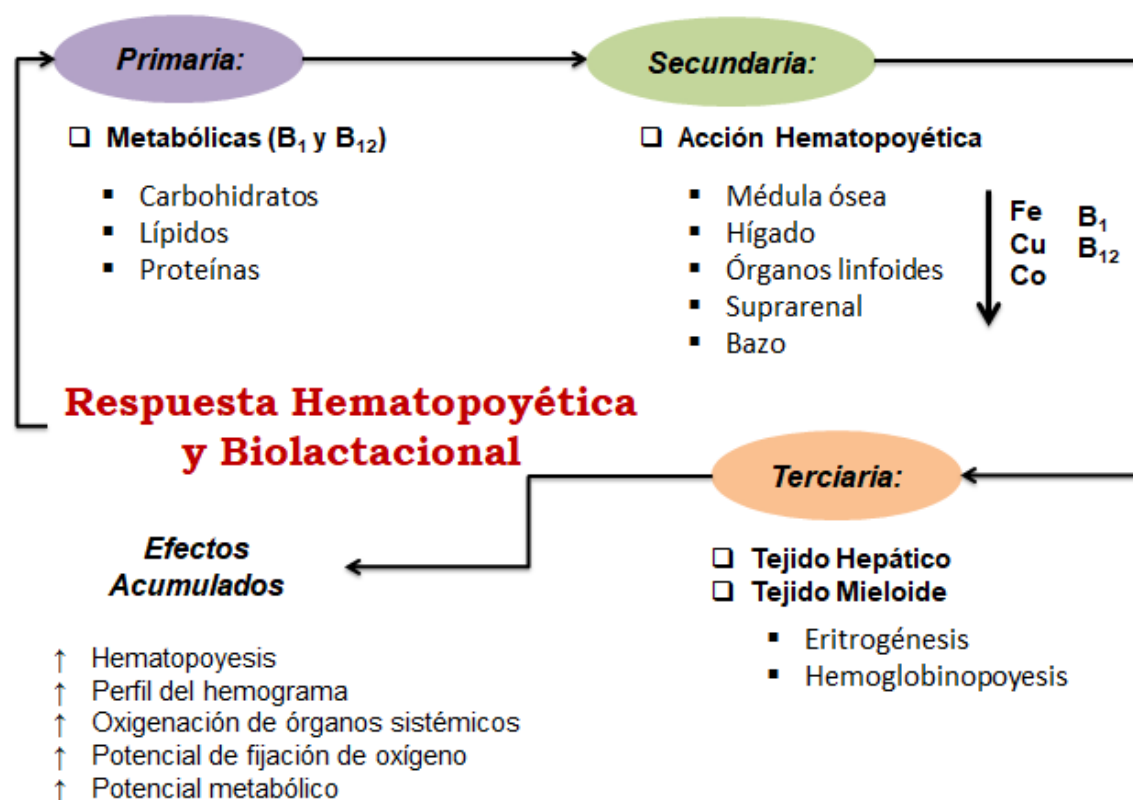 Primaria:
❑ Metabólicas (B₁ y B₁₂)
▪ Carbohidratos
▪ Lípidos
▪ Proteínas
Secundaria:
❑ Acción Hematopoyética
▪ Médula ósea
▪ Hígado
▪ Órganos linfoides
▪ Suprarenal
▪ Bazo
Fe
Cu
Co
B₁
B₁₂
Respuesta Hematopoyética
y Biolactacional
Terciaria:
❑ Tejido Hepático
❑ Tejido Mieloide
▪ Eritrogénesis
▪ Hemoglobinopoyesis
Efectos
Acumulados
↑ Hematopoyesis
↑ Perfil del hemograma
↑ Oxigenación de órganos sistémicos
↑ Potencial de fijación de oxígeno
↑ Potencial metabólico